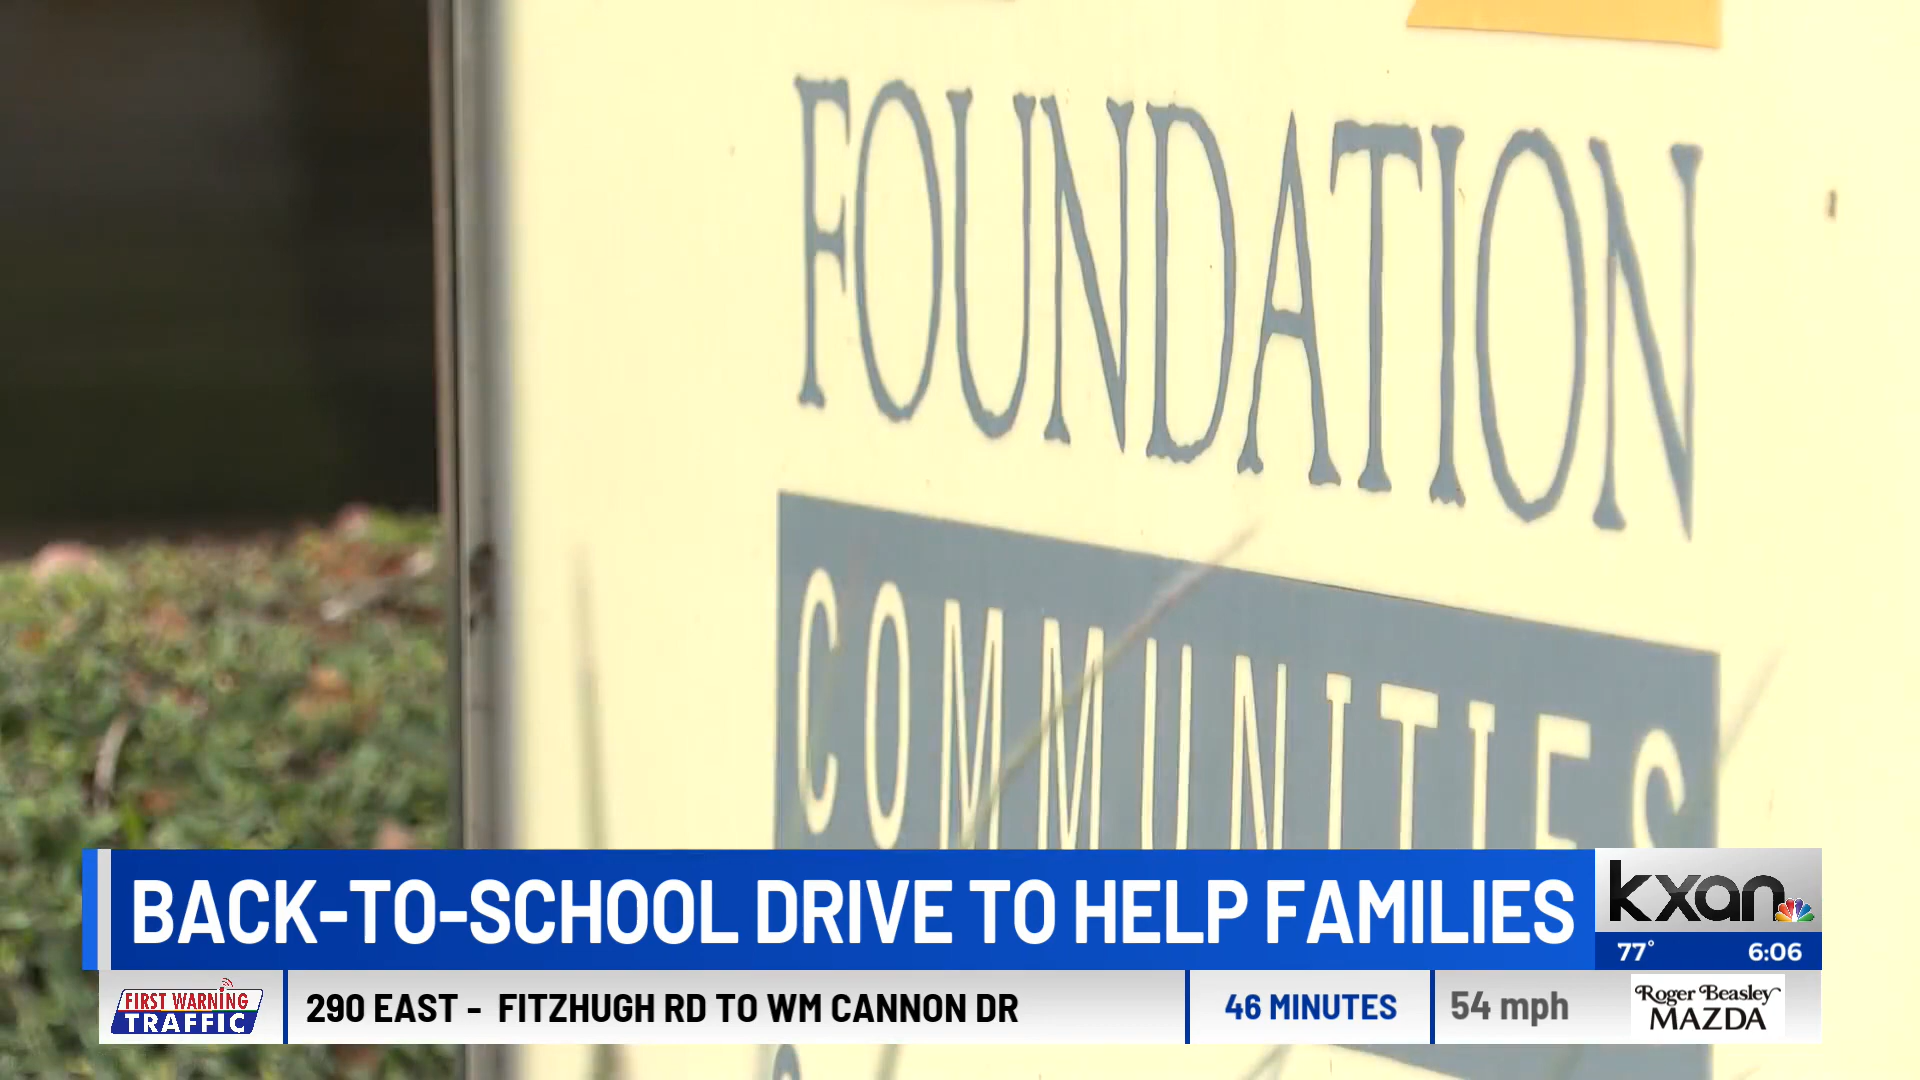 FOUNDATION
COMMUNITIES
BACK-TO-SCHOOL DRIVE TO HELP FAMILIES
kxan
77° 6:06
FIRST WARNING
TRAFFIC
290 EAST - FITZHUGH RD TO WM CANNON DR
46 MINUTES
54 mph
Roger Beasley
MAZDA